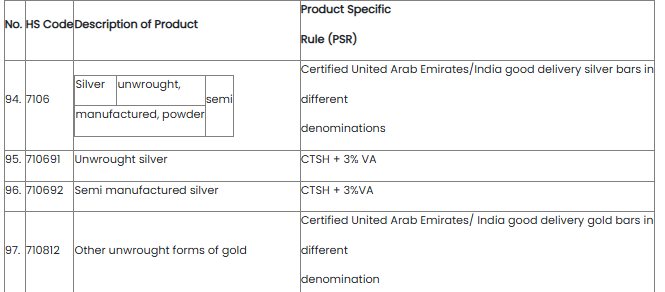 No. HS Code Description of Product Product Specific
Rule (PSR)
94. 7106 Silver unwrought, semi
manufactured, powder
Certified United Arab Emirates/India good delivery silver bars in
different
denominations
95. 710691 Unwrought silver CTSH + 3% VA
96. 710692 Semi manufactured silver CTSH + 3%VA
97. 710812 Other unwrought forms of gold
Certified United Arab Emirates/ India good delivery gold bars in
different
denomination